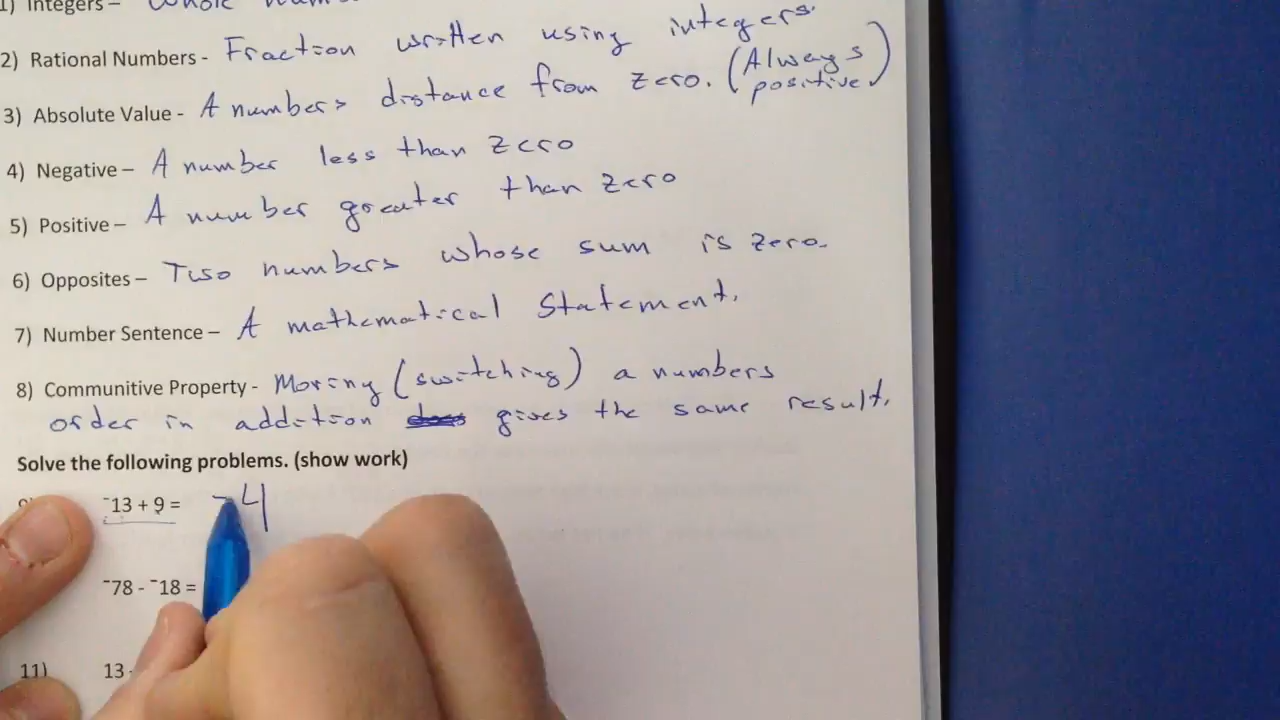 1) Integers – Whole
2) Rational Numbers - Fraction written using integers.
3) Absolute Value - A numbers distance from zero. (Always positive)
4) Negative – A number less than zero
5) Positive – A number greater than zero
6) Opposites – Two numbers whose sum is zero.
7) Number Sentence – A mathematical statement.
8) Communitive Property - Moving (switching) a numbers
order in addition gives the same result.
Solve the following problems. (show work)
⁻13 + 9 = ⁻4
⁻78 - ⁻18 =
11) 13